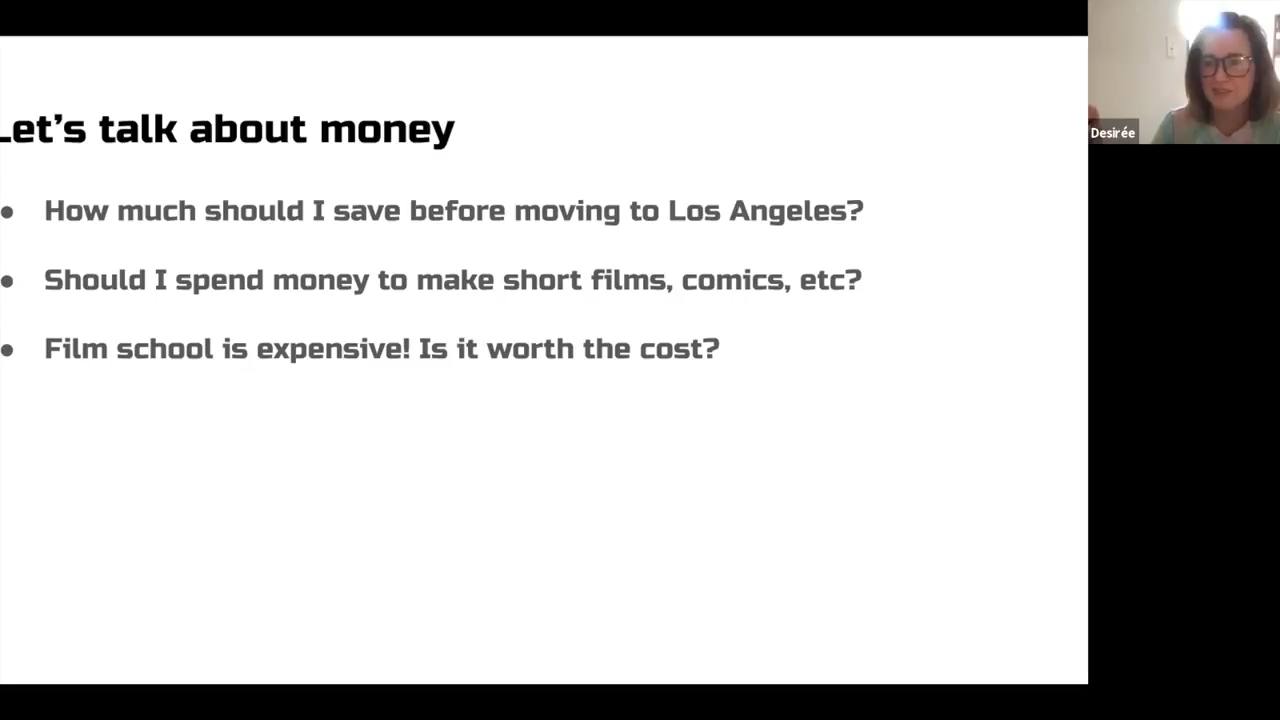 Let's talk about money
Desirée
● How much should I save before moving to Los Angeles?
● Should I spend money to make short films, comics, etc?
● Film school is expensive! Is it worth the cost?